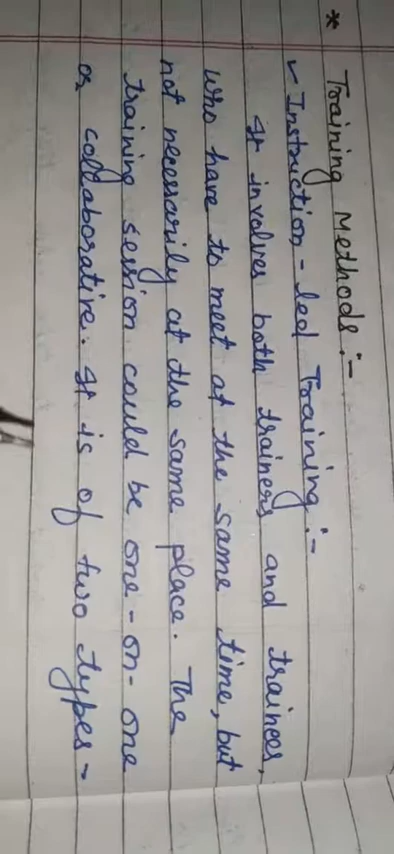 * Training Methods :-
✓ Instruction-led Training :-
It involves both trainers and trainees,
who have to meet at the same time, but
not necessarily at the same place. The
training session could be one-on-one
or collaborative. It is of two types -